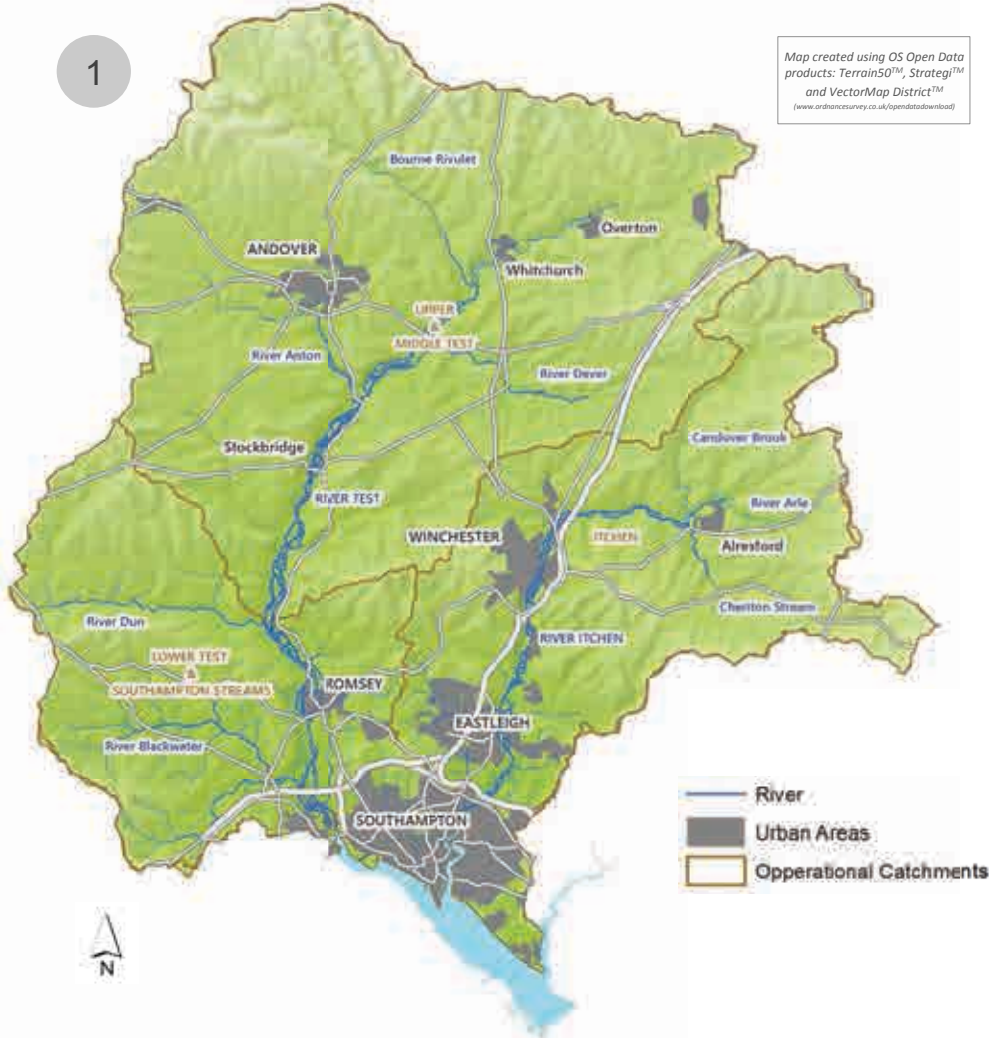 1
Map created using OS Open Data
products: Terrain50TM, StrategiTM
and VectorMap DistrictTM
(www.ordnancesurvey.co.uk/opendatadownload)
Bourne Rivulet
Overton
ANDOVER
Whitchurch
UPPER
&
MIDDLE TEST
River Anton
River Dever
Candover Brook
Stockbridge
RIVER TEST
River Arle
WINCHESTER
ITCHEN
Alresford
Cheriton Stream
River Dun
RIVER ITCHEN
LOWER TEST
&
SOUTHAMPTON STREAMS
ROMSEY
EASTLEIGH
River Blackwater
SOUTHAMPTON
River
Urban Areas
Opperational Catchments
N